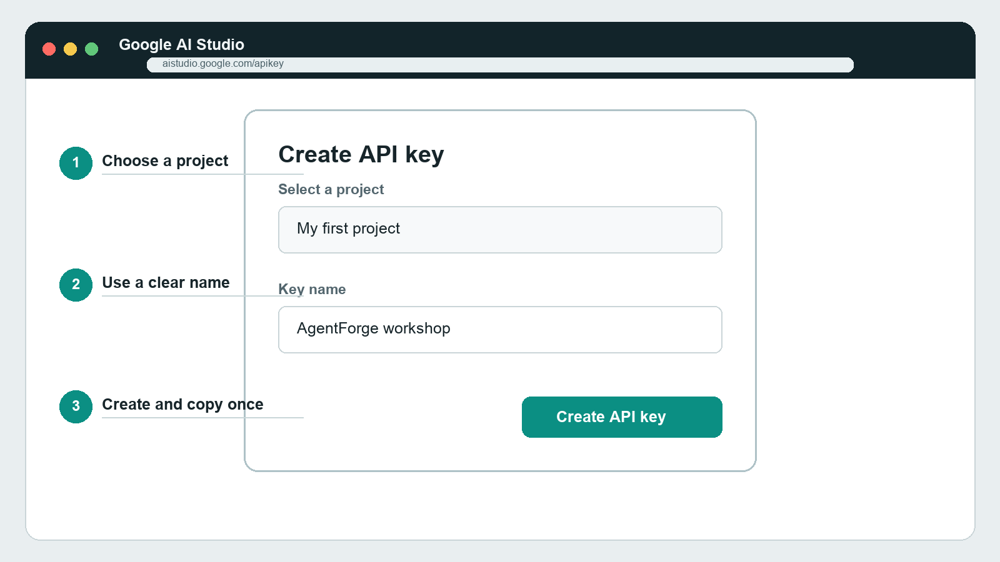 Google AI Studio
aistudio.google.com/apikey
1 Choose a project
2 Use a clear name
3 Create and copy once
Create API key
Select a project
My first project
Key name
AgentForge workshop
Create API key